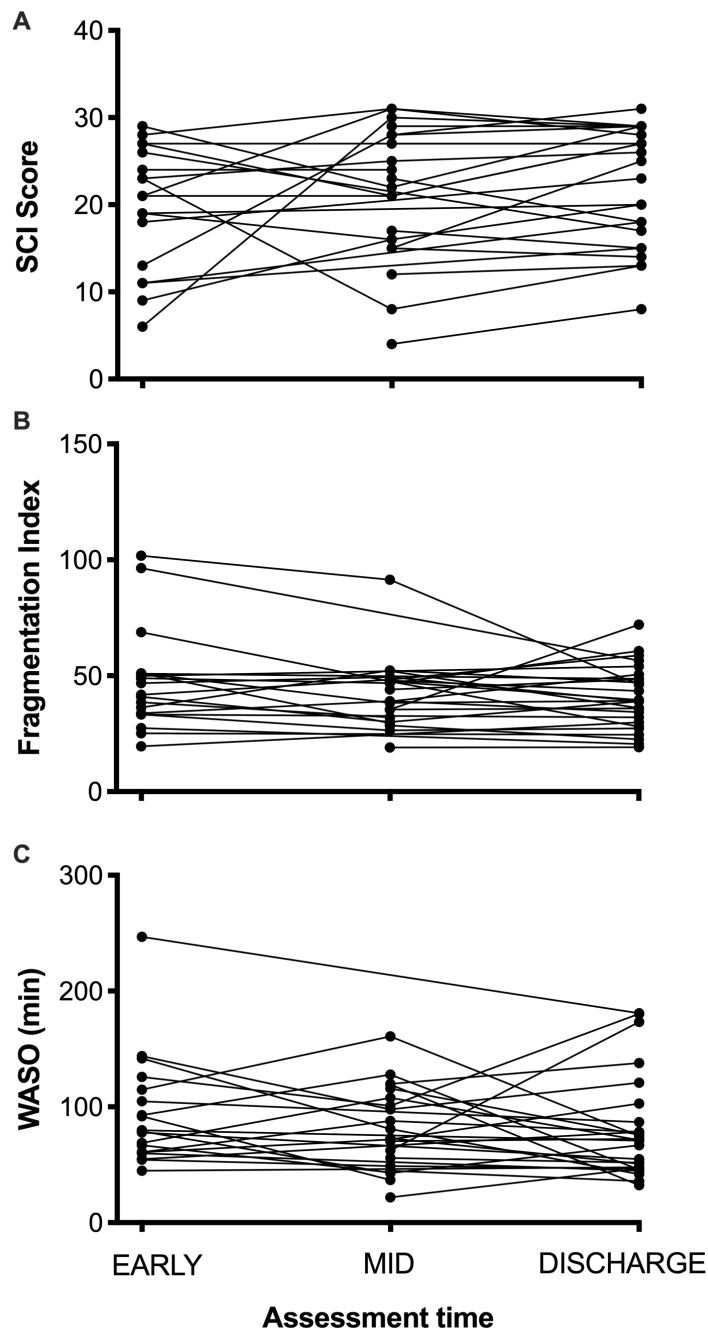 A
SCI Score
40
30
20
10
0
B
Fragmentation Index
150
100
50
0
C
WASO (min)
300
200
100
0
EARLY MID DISCHARGE
Assessment time